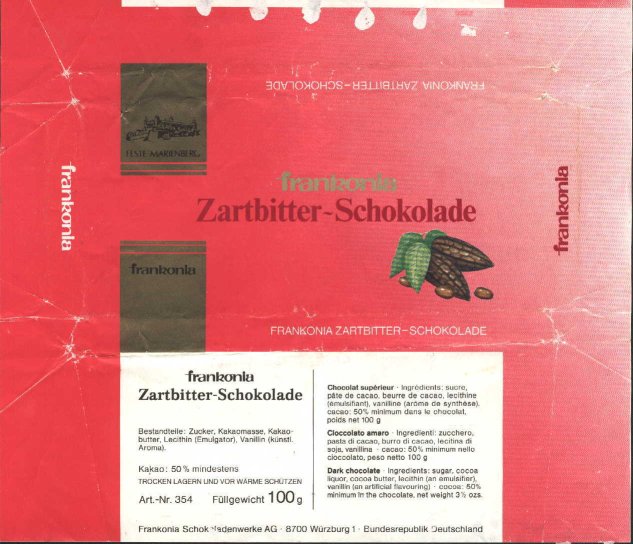 FRANKONIA ZARTBITTER-SCHOKOLADE
FESTE MARIENBERG
frankonia
frankonia
frankonia
Zartbitter-Schokolade
frankonia
FRANKONIA ZARTBITTER-SCHOKOLADE
frankonia
Zartbitter-Schokolade
Bestandteile: Zucker, Kakaomasse, Kakao-
butter, Lecithin (Emulgator), Vanillin (künstl.
Aroma).
Kakao: 50% mindestens
TROCKEN LAGERN UND VOR WÄRME SCHÜTZEN
Art.-Nr. 354 Füllgewicht 100 g
Chocolat supérieur · Ingrédients: sucre,
pâte de cacao, beurre de cacao, lecithine
(emulsifiant), vanilline (arôme de synthèse),
cacao: 50% minimum dans le chocolat,
poids net 100 g
Cioccolato amaro · Ingredienti: zucchero,
pasta di cacao, burro di cacao, lecitina di
soja, vanillina · cacao: 50% minimum nello
cioccolato, peso netto 100 g
Dark chocolate · Ingredients: sugar, cocoa
liquor, cocoa butter, lecithin (an emulsifier),
vanillin (an artificial flavouring) · cocoa: 50%
minimum in the chocolate, net weight 3½ ozs.
Frankonia Schokoladenwerke AG · 8700 Würzburg 1 · Bundesrepublik Deutschland